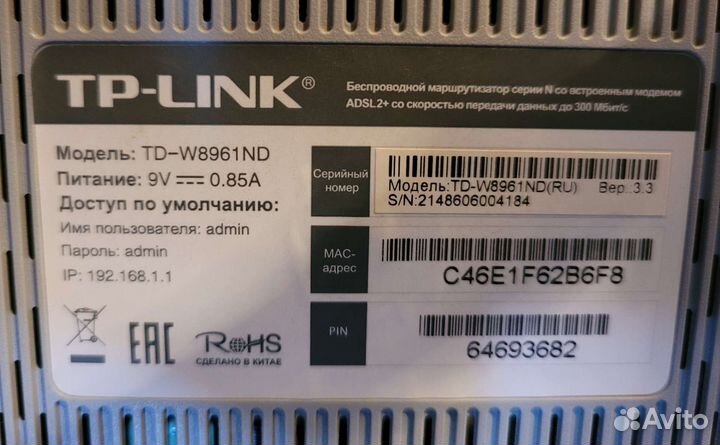 TP-LINK®
Беспроводной маршрутизатор серии N со встроенным модемом
ADSL2+ со скоростью передачи данных до 300 Мбит/с
Модель: TD-W8961ND
Питание: 9V 0.85A
Доступ по умолчанию:
Имя пользователя: admin
Пароль: admin
IP: 192.168.1.1
ЕАС
RoHS
СДЕЛАНО В КИТАЕ
Серийный
номер
Модель:TD-W8961ND(RU) Вер.:3.3
S/N:2148606004184
MAC-
адрес
C46E1F62B6F8
PIN
64693682
Avito